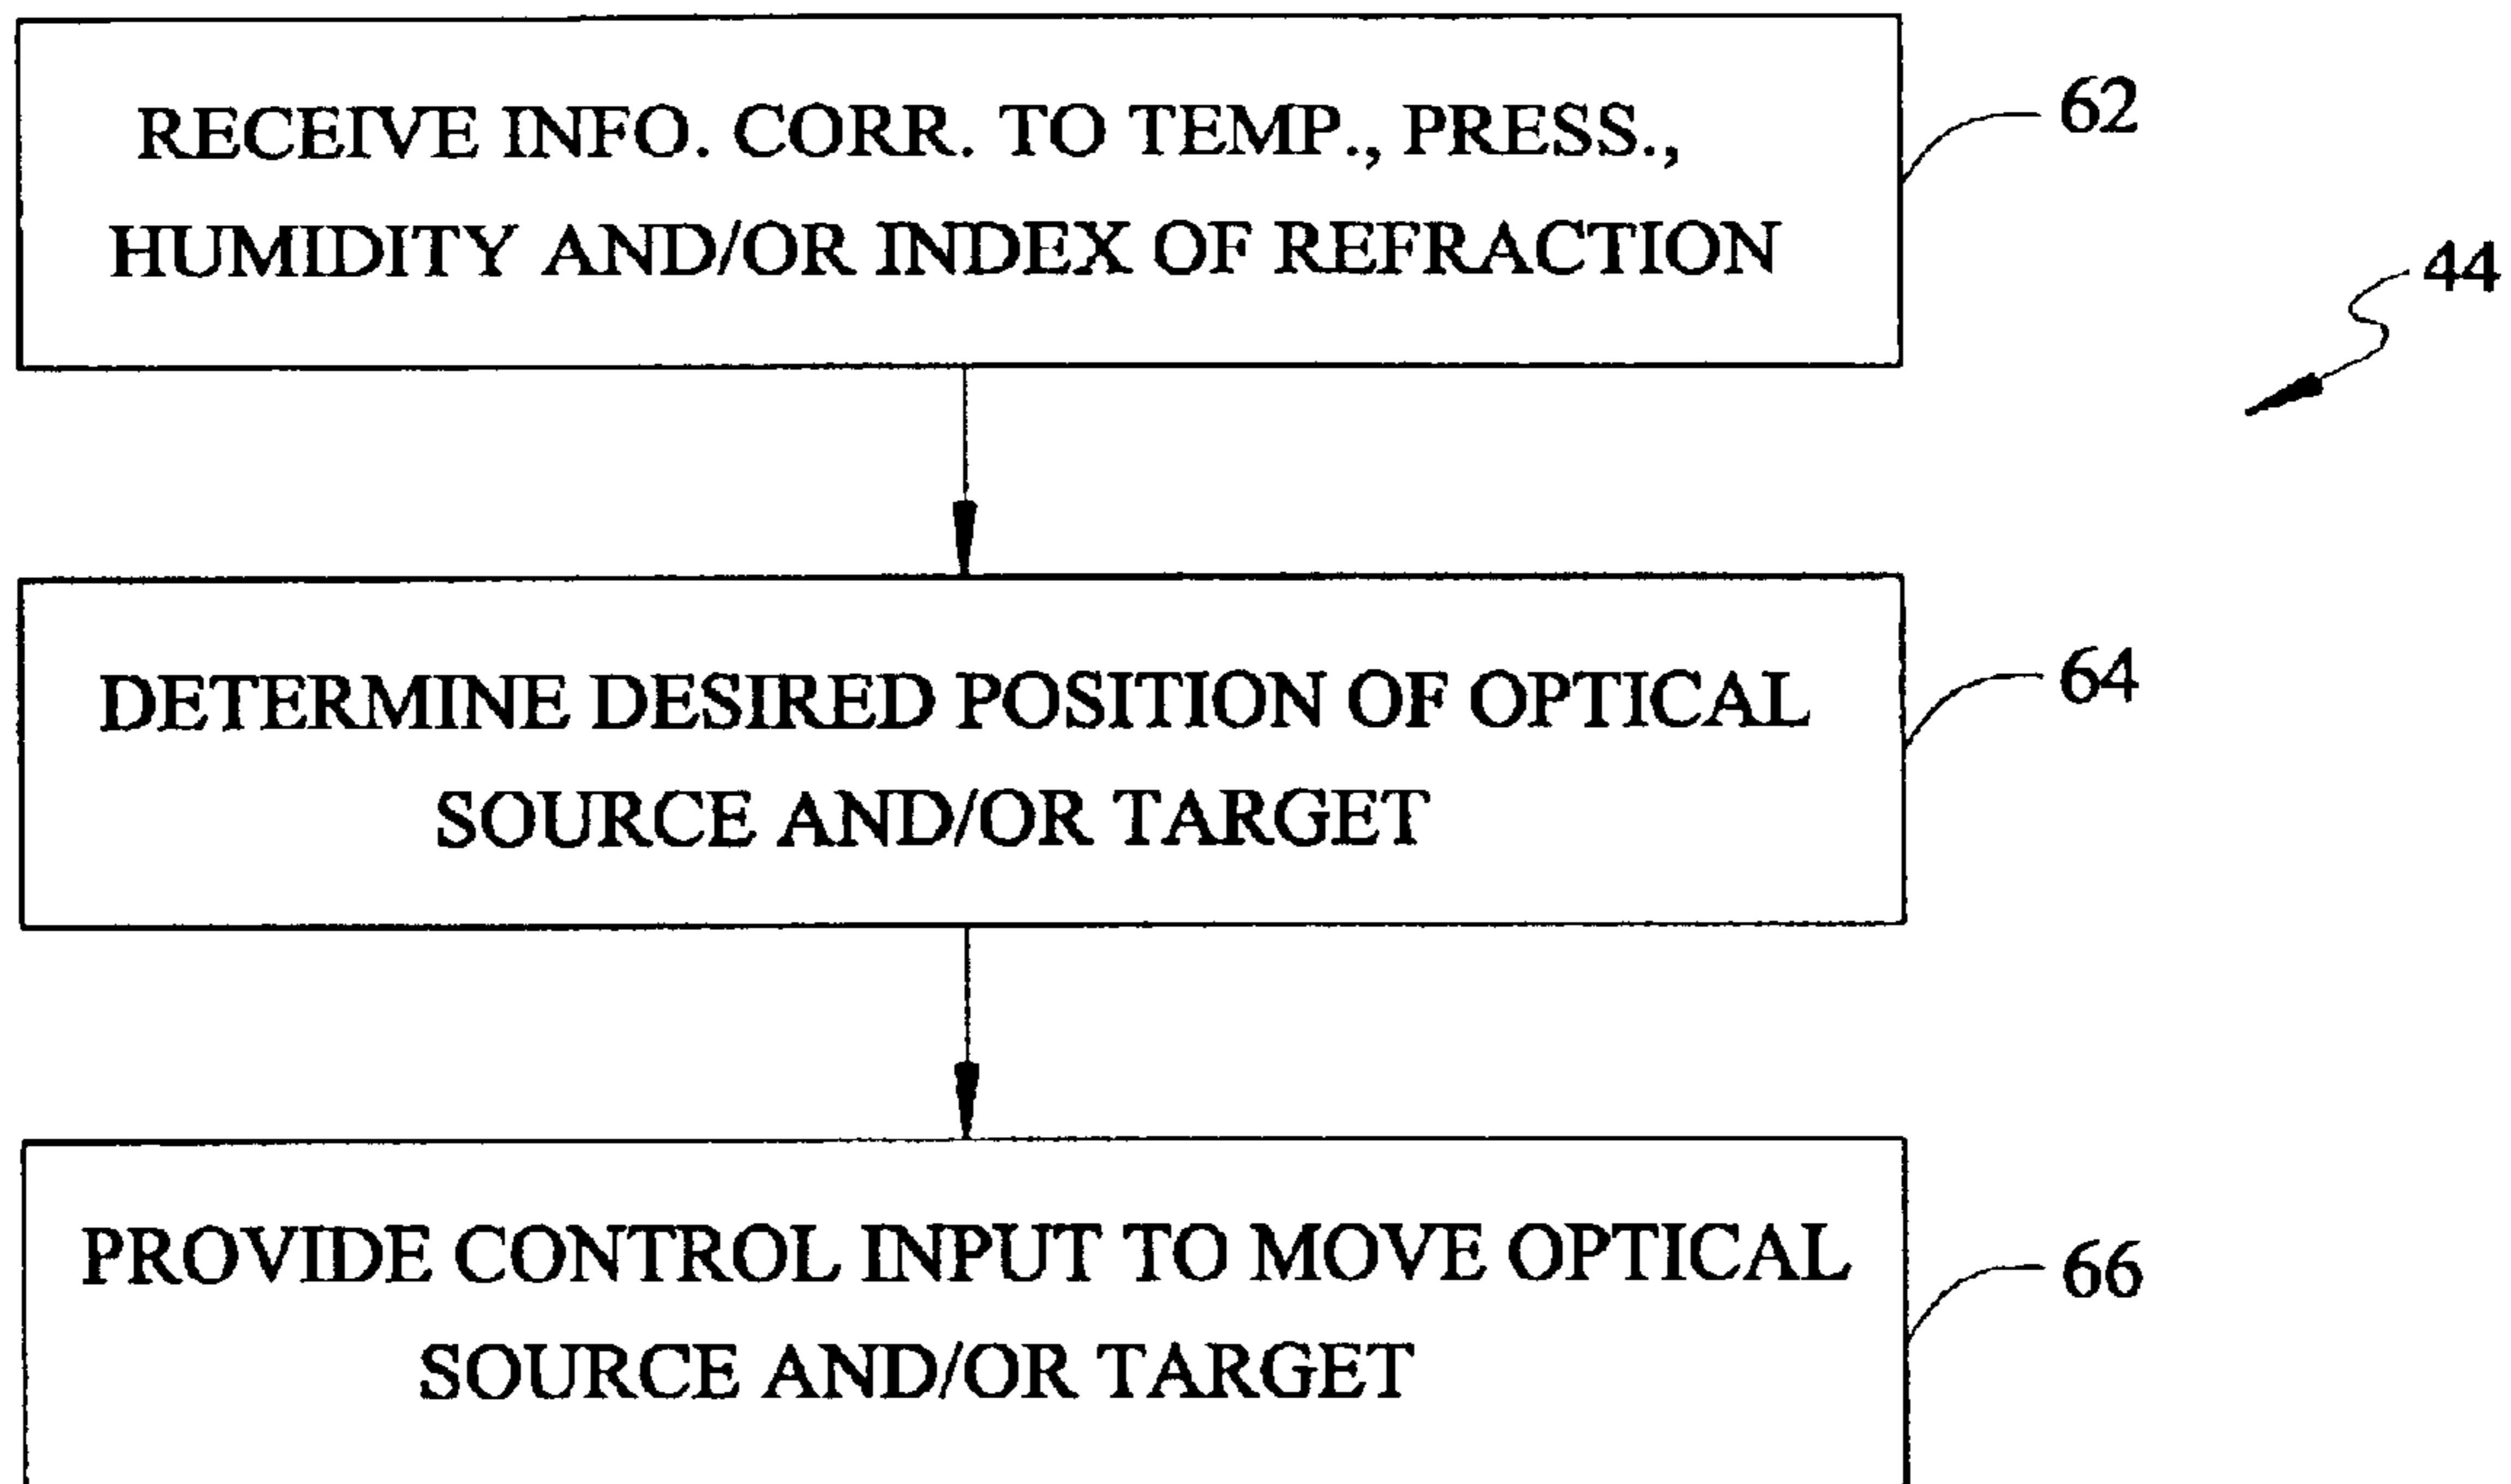 RECEIVE INFO. CORR. TO TEMP., PRESS.,
HUMIDITY AND/OR INDEX OF REFRACTION
62
44
DETERMINE DESIRED POSITION OF OPTICAL
SOURCE AND/OR TARGET
64
PROVIDE CONTROL INPUT TO MOVE OPTICAL
SOURCE AND/OR TARGET
66